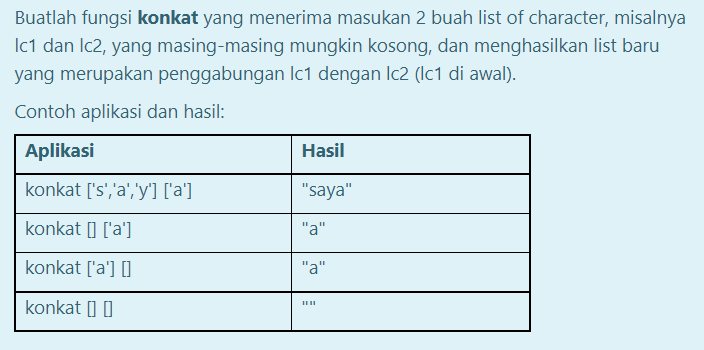 Buatlah fungsi konkat yang menerima masukan 2 buah list of character, misalnya
lc1 dan lc2, yang masing-masing mungkin kosong, dan menghasilkan list baru
yang merupakan penggabungan lc1 dengan lc2 (lc1 di awal).
Contoh aplikasi dan hasil:
Aplikasi Hasil
konkat ['s','a','y'] ['a'] "saya"
konkat [] ['a'] "a"
konkat ['a'] [] "a"
konkat [] [] ""